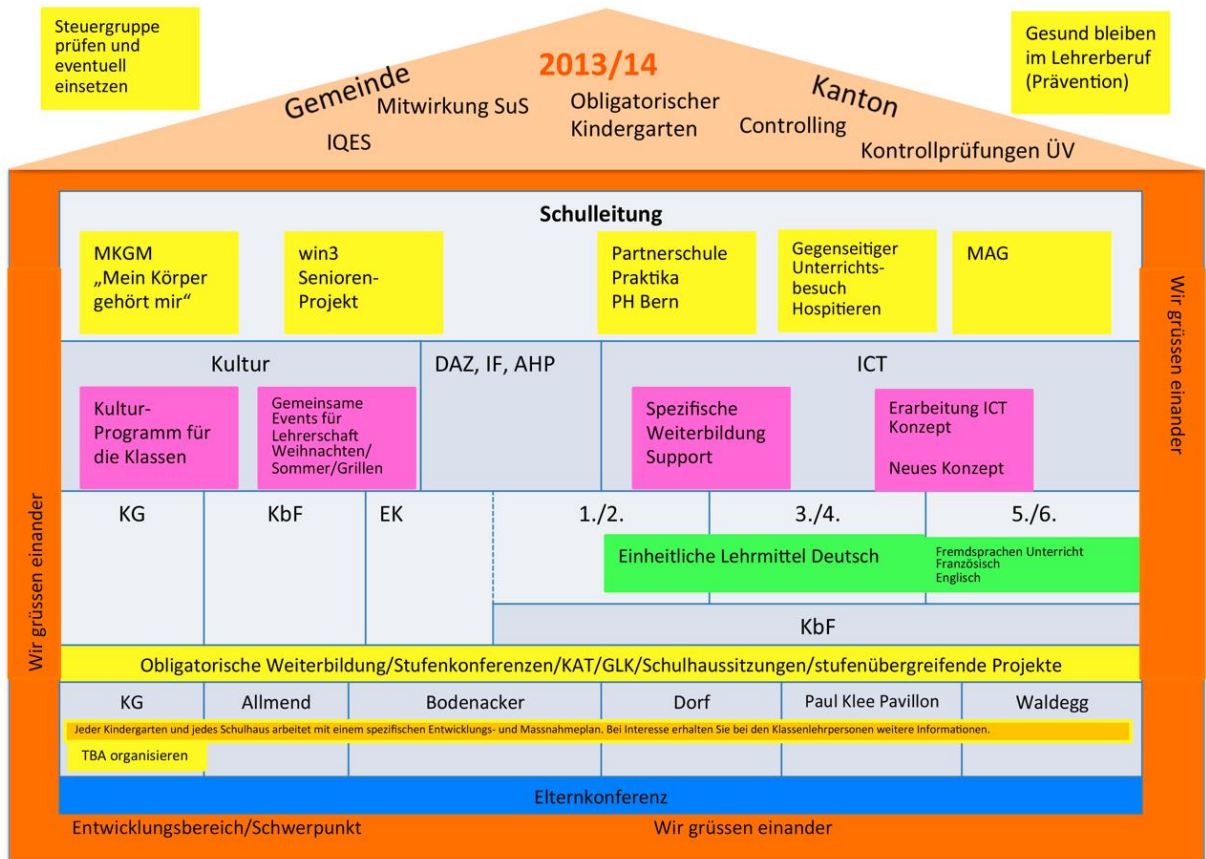 Steuergruppe
prüfen und
eventuell
einsetzen
Gesund bleiben
im Lehrerberuf
(Prävention)
2013/14
Gemeinde
Kanton
Mitwirkung SuS
Obligatorischer
Kindergarten
IQES
Controlling
Kontrollprüfungen ÜV
Schulleitung
MKGM
„Mein Körper
gehört mir“
win3
Senioren-
Projekt
Partnerschule
Praktika
PH Bern
Gegenseitiger
Unterrichts-
besuch
Hospitieren
MAG
Wir grüssen einander
Wir grüssen einander
Kultur
DAZ, IF, AHP
ICT
Kultur-
Programm für
die Klassen
Gemeinsame
Events für
Lehrerschaft
Weihnachten/
Sommer/Grillen
Spezifische
Weiterbildung
Support
Erarbeitung ICT
Konzept
Neues Konzept
KG
KbF
EK
1./2.
3./4.
5./6.
Einheitliche Lehrmittel Deutsch
Fremdsprachen Unterricht
Französisch
Englisch
KbF
Obligatorische Weiterbildung/Stufenkonferenzen/KAT/GLK/Schulhaussitzungen/stufenübergreifende Projekte
KG
Allmend
Bodenacker
Dorf
Paul Klee Pavillon
Waldegg
Jeder Kindergarten und jedes Schulhaus arbeitet mit einem spezifischen Entwicklungs- und Massnahmeplan. Bei Interesse erhalten Sie bei den Klassenlehrpersonen weitere Informationen.
TBA organisieren
Elternkonferenz
Entwicklungsbereich/Schwerpunkt
Wir grüssen einander